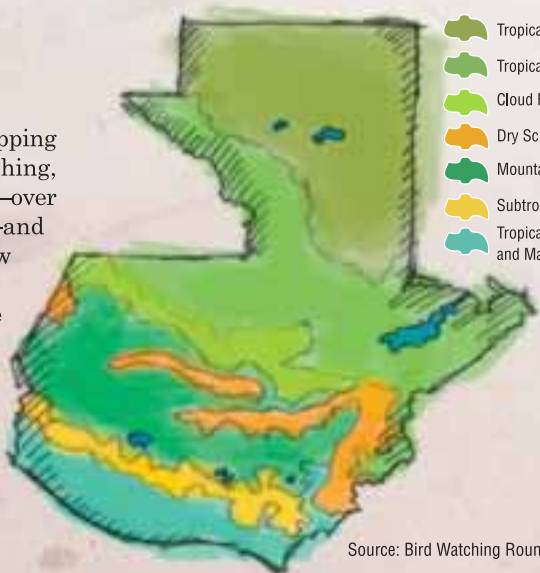 pping
hing,
—over
-and
w
Tropica
Tropica
Cloud
Dry Sc
Mounta
Subtro
Tropica
and Ma
Source: Bird Watching Roun